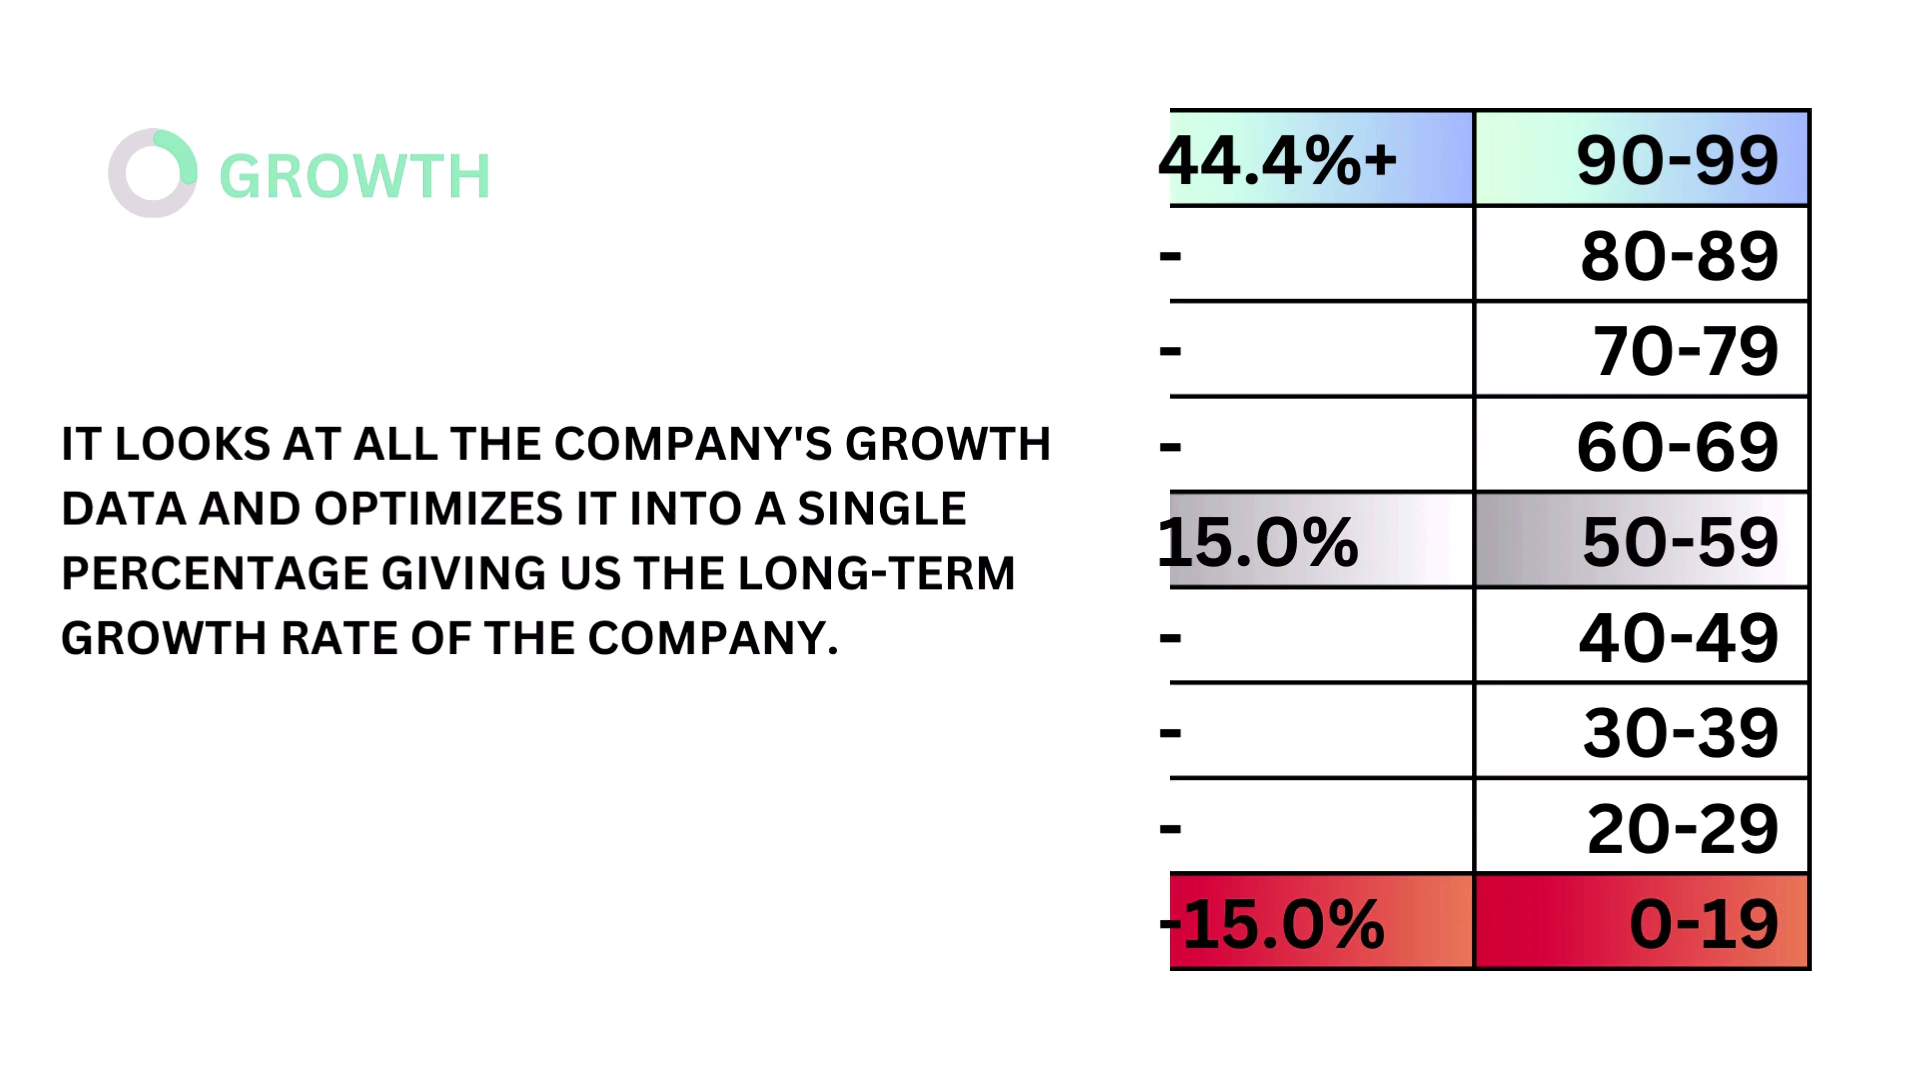 GROWTH
IT LOOKS AT ALL THE COMPANY'S GROWTH
DATA AND OPTIMIZES IT INTO A SINGLE
PERCENTAGE GIVING US THE LONG-TERM
GROWTH RATE OF THE COMPANY.
44.4%+ 90-99
- 80-89
- 70-79
- 60-69
15.0% 50-59
- 40-49
- 30-39
- 20-29
-15.0% 0-19